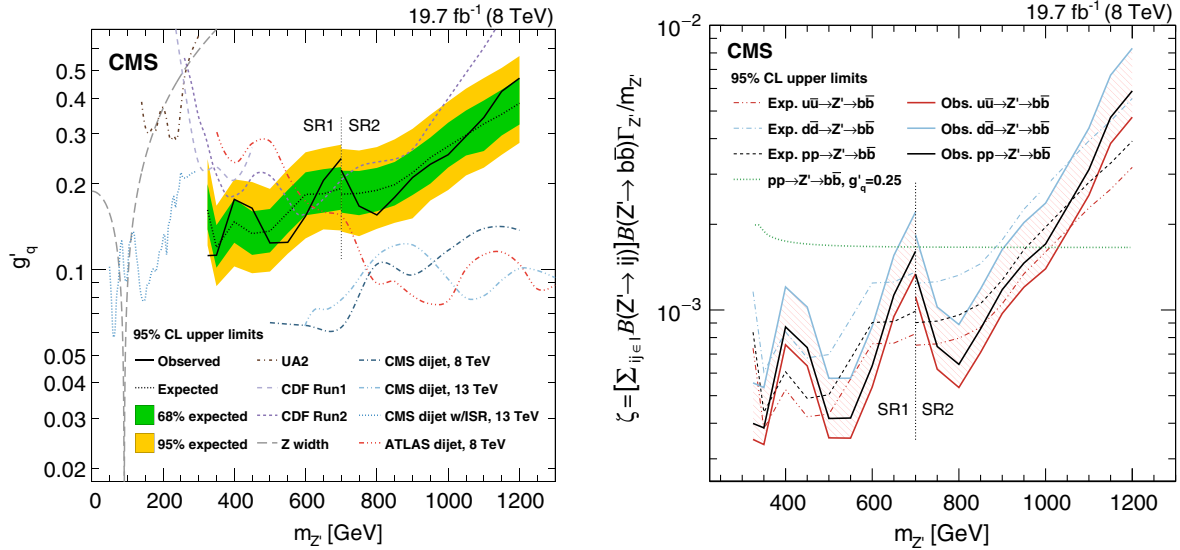 19.7 fb⁻¹ (8 TeV)
CMS
0.5
0.4
0.3
0.2
0.1
0.05
0.04
0.03
0.02
g'q
SR1 SR2
95% CL upper limits
Observed
Expected
68% expected
95% expected
UA2
CDF Run1
CDF Run2
Z width
CMS dijet, 8 TeV
CMS dijet, 13 TeV
CMS dijet w/ISR, 13 TeV
ATLAS dijet, 8 TeV
0 200 400 600 800 1000 1200
m_Z' [GeV]
19.7 fb⁻¹ (8 TeV)
CMS
95% CL upper limits
Exp. uū→Z'→bb̄
Exp. dd̄→Z'→bb̄
Exp. pp→Z'→bb̄
Obs. uū→Z'→bb̄
Obs. dd̄→Z'→bb̄
Obs. pp→Z'→bb̄
pp→Z'→bb̄, g'q=0.25
10⁻²
10⁻³
ζ=[Σ_{ij∈I} B(Z'→ ij)]B(Z'→ bb̄)Γ_Z'/m_Z'
SR1 SR2
400 600 800 1000 1200
m_Z' [GeV]